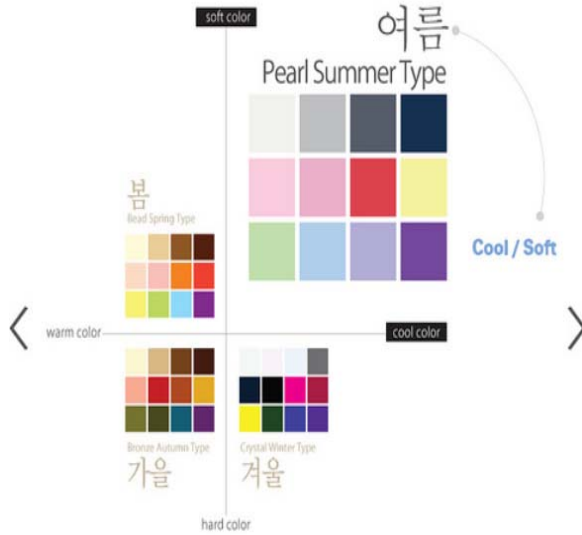 soft color
여름
Pearl Summer Type
봄
Bead Spring Type
Cool / Soft
warm color
cool color
Bronze Autumn Type
가을
Crystal Winter Type
겨울
hard color